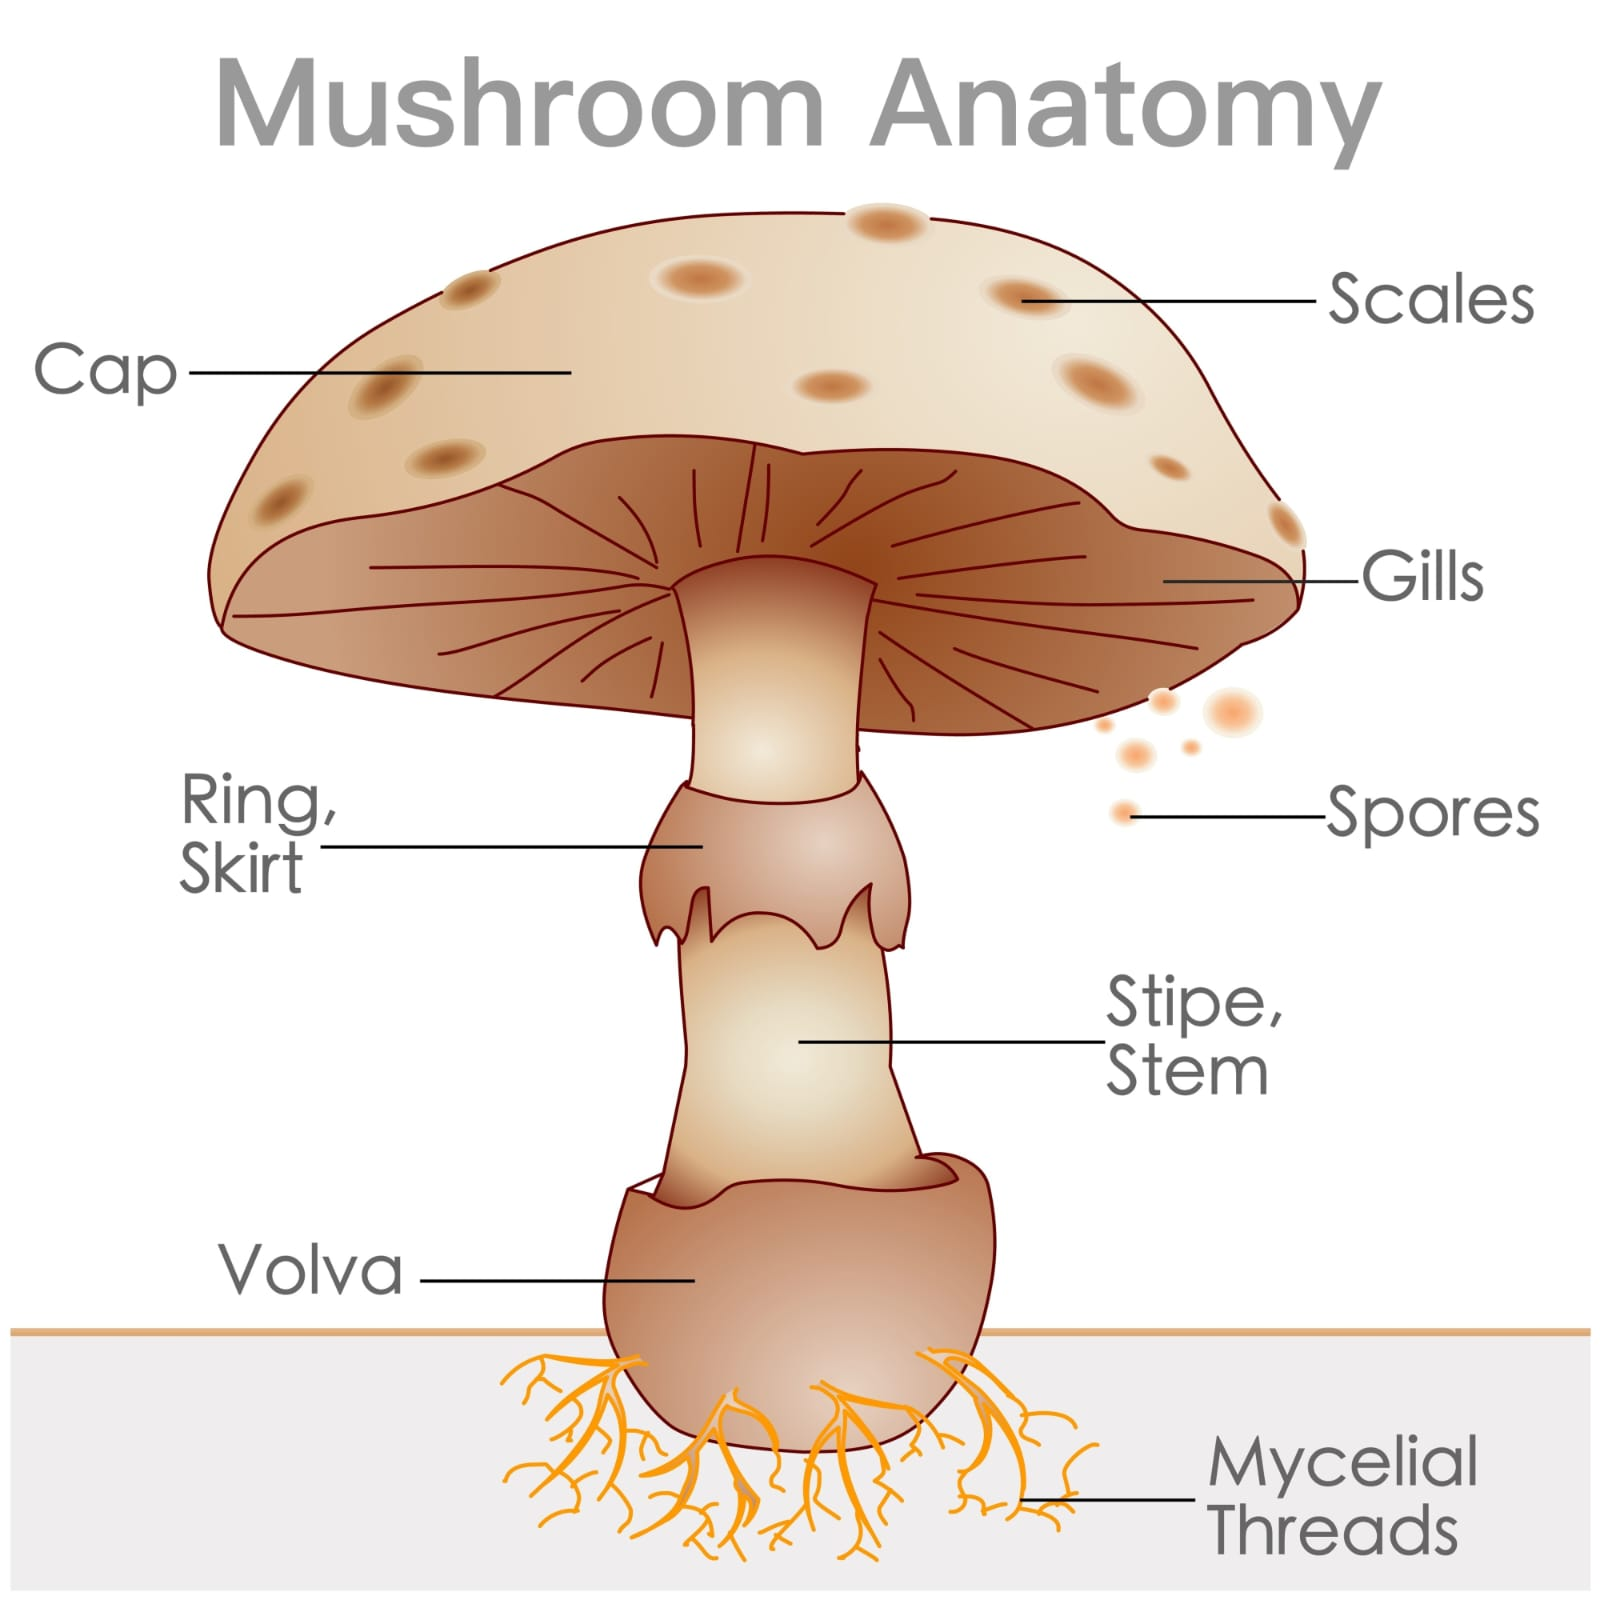 Mushroom Anatomy
Scales
Cap
Gills
Ring,
Skirt
Spores
Stipe,
Stem
Volva
Mycelial
Threads